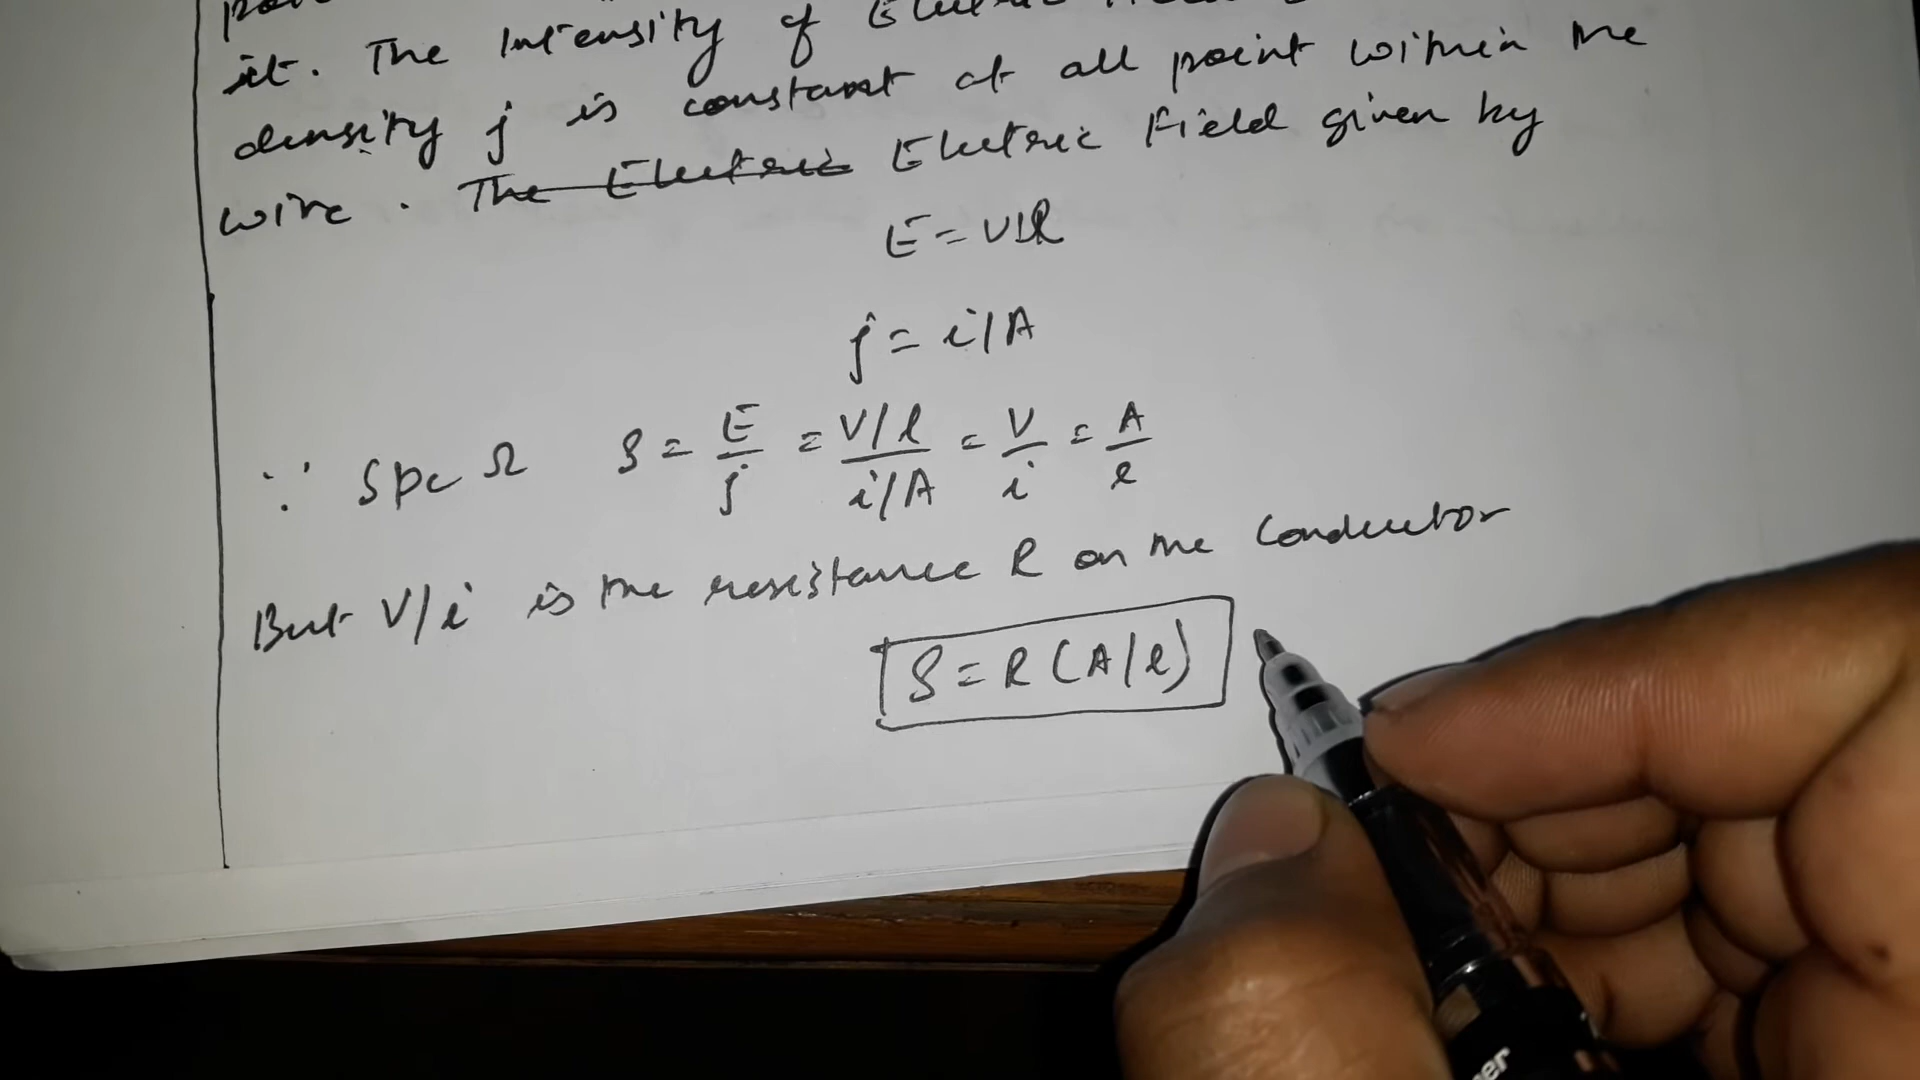 it. The Intensity of Electric
density j is constant at all point within the
wire. The Electric Electric Field given by
E = V/l
j = i/A
∵ Spc Ω ρ = E/j = V/l / i/A = V/i = A/l
But V/i is the resistance R on the Conductor
ρ = R (A/l)